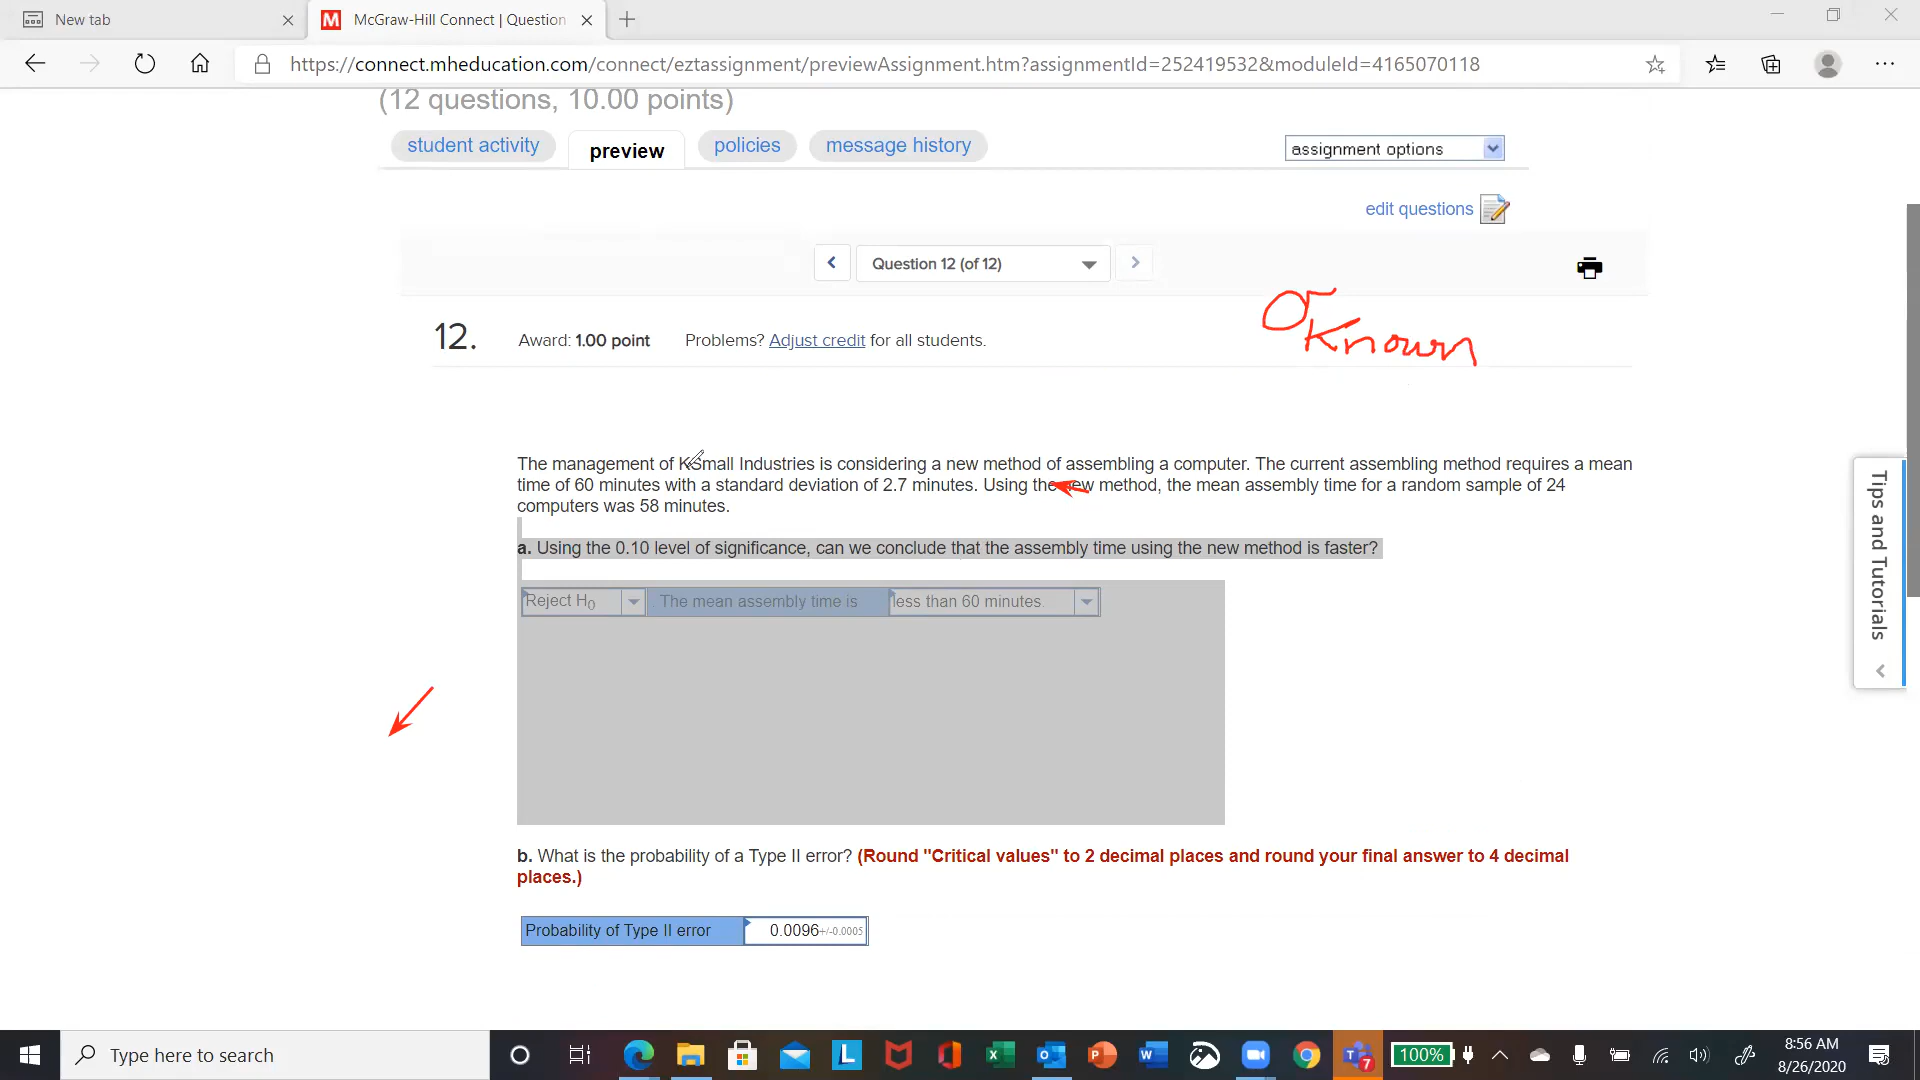 New tab
McGraw-Hill Connect | Question
https://connect.mheducation.com/connect/eztassignment/previewAssignment.htm?assignmentId=252419532&moduleId=4165070118
(12 questions, 10.00 points)
student activity
preview
policies
message history
assignment options
edit questions
Question 12 (of 12)
σ
Known
12.
Award: 1.00 point
Problems? Adjust credit for all students.
The management of KSmall Industries is considering a new method of assembling a computer. The current assembling method requires a mean
time of 60 minutes with a standard deviation of 2.7 minutes. Using the new method, the mean assembly time for a random sample of 24
computers was 58 minutes.
a. Using the 0.10 level of significance, can we conclude that the assembly time using the new method is faster?
Reject H0
The mean assembly time is
less than 60 minutes.
b. What is the probability of a Type II error? (Round "Critical values" to 2 decimal places and round your final answer to 4 decimal
places.)
Probability of Type II error
0.0096+/-0.0005
Tips and Tutorials
Type here to search
100%
7
8:56 AM
8/26/2020